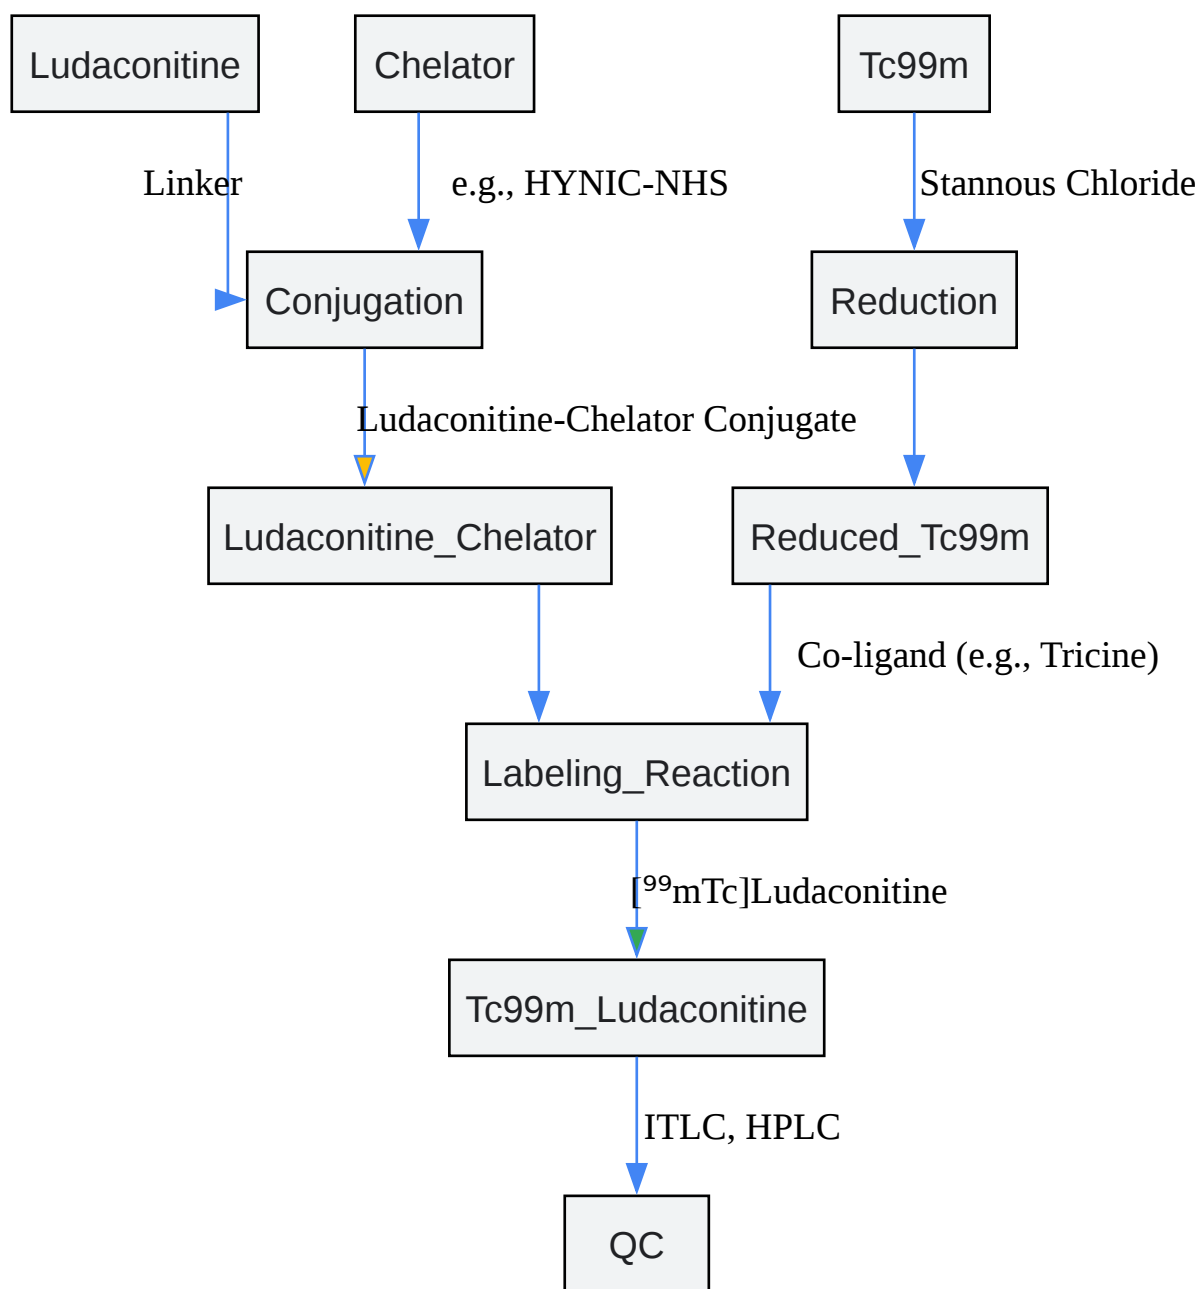 Ludaconitine
Chelator
Tc99m
Linker
e.g., HYNIC-NHS
Stannous Chloride
Conjugation
Reduction
Ludaconitine-Chelator Conjugate
Ludaconitine_Chelator
Reduced_Tc99m
Co-ligand (e.g., Tricine)
Labeling_Reaction
[⁹⁹mTc]Ludaconitine
Tc99m_Ludaconitine
ITLC, HPLC
QC